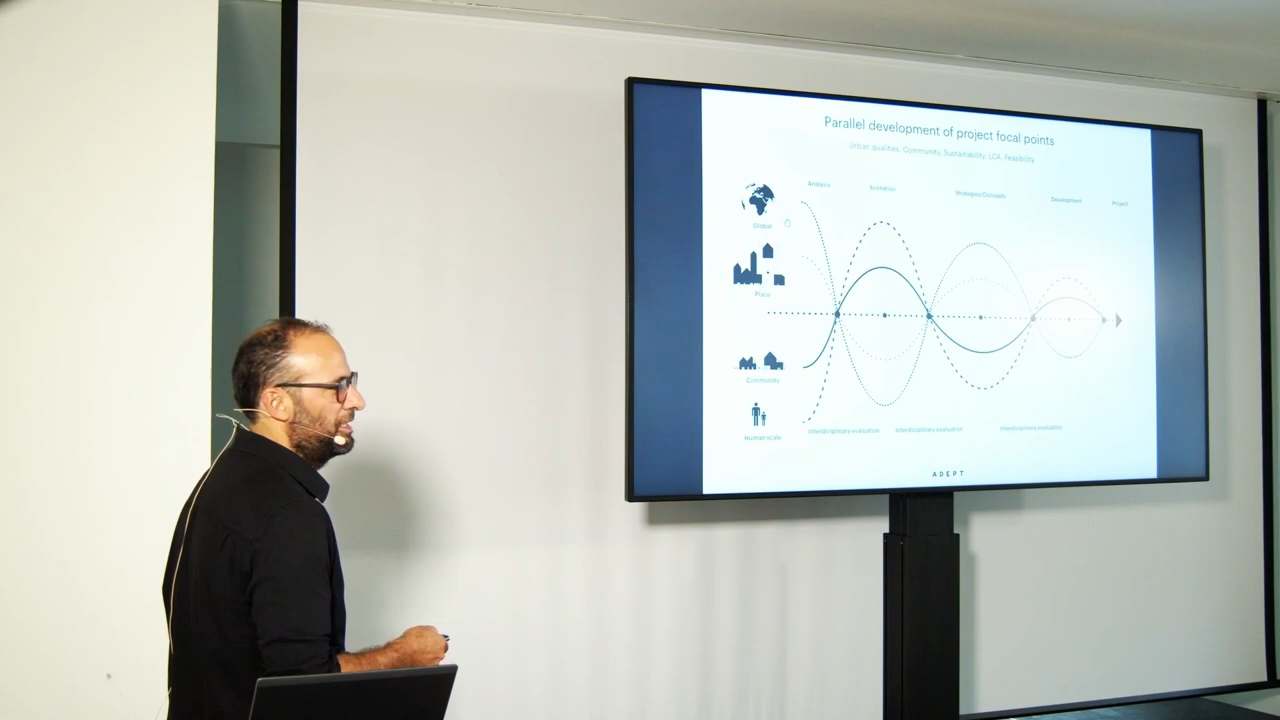 Parallel development of project focal points
Urban qualities, Community, Sustainability, LCA, Feasibility
Analysis
Scenarios
Strategies/Concepts
Development
Project
Global
Place
Community
Human scale
Interdisciplinary evaluation
Interdisciplinary evaluation
Interdisciplinary evaluation
ADEPT